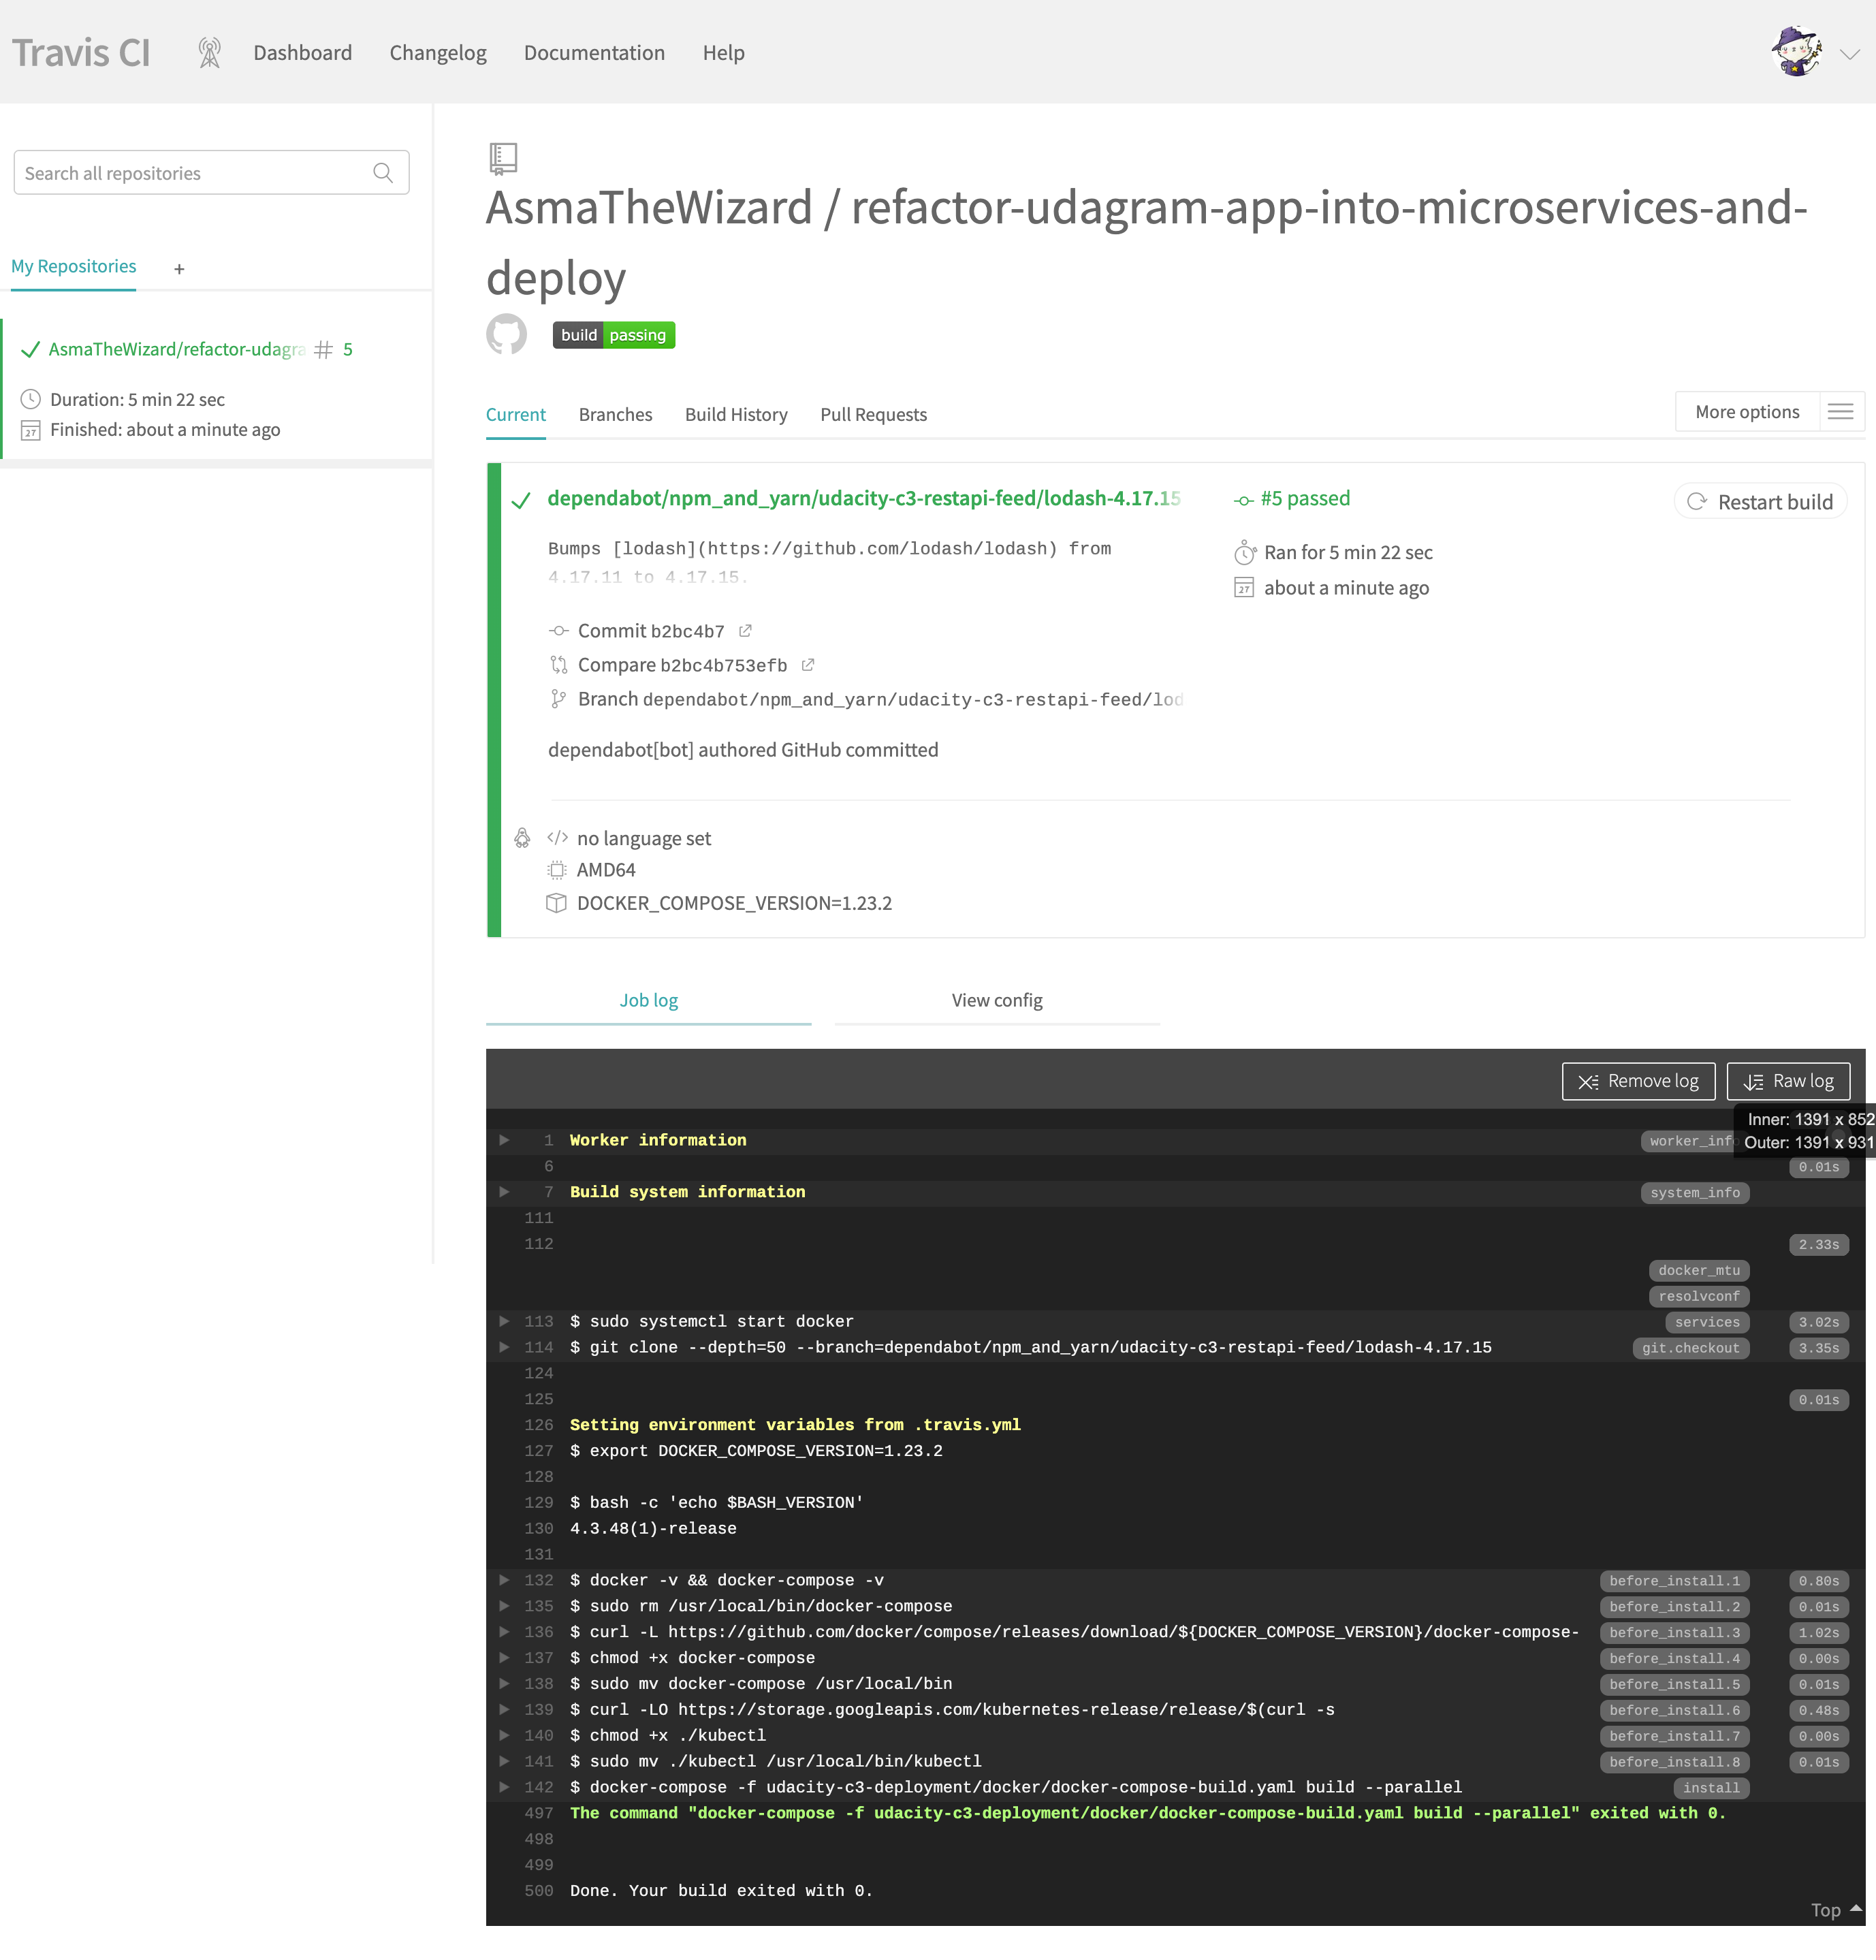 Travis CI
Dashboard
Changelog
Documentation
Help
Search all repositories
My Repositories
+
AsmaTheWizard/refactor-udagra # 5
Duration: 5 min 22 sec
27 Finished: about a minute ago
AsmaTheWizard / refactor-udagram-app-into-microservices-and-
deploy
build passing
Current
Branches
Build History
Pull Requests
More options
dependabot/npm_and_yarn/udacity-c3-restapi-feed/lodash-4.17.15
#5 passed
Restart build
Bumps [lodash](https://github.com/lodash/lodash) from
4.17.11 to 4.17.15.
Ran for 5 min 22 sec
27 about a minute ago
Commit b2bc4b7
Compare b2bc4b753efb
Branch dependabot/npm_and_yarn/udacity-c3-restapi-feed/lod
dependabot[bot] authored GitHub committed
</> no language set
AMD64
DOCKER_COMPOSE_VERSION=1.23.2
Job log
View config
Remove log
Raw log
Inner: 1391 x 852
Outer: 1391 x 931
1 Worker information worker_info
6 0.01s
7 Build system information system_info
111
112 2.33s
docker_mtu
resolvconf
113 $ sudo systemctl start docker services 3.02s
114 $ git clone --depth=50 --branch=dependabot/npm_and_yarn/udacity-c3-restapi-feed/lodash-4.17.15 git.checkout 3.35s
124
125 0.01s
126 Setting environment variables from .travis.yml
127 $ export DOCKER_COMPOSE_VERSION=1.23.2
128
129 $ bash -c 'echo $BASH_VERSION'
130 4.3.48(1)-release
131
132 $ docker -v && docker-compose -v before_install.1 0.80s
135 $ sudo rm /usr/local/bin/docker-compose before_install.2 0.01s
136 $ curl -L https://github.com/docker/compose/releases/download/${DOCKER_COMPOSE_VERSION}/docker-compose- before_install.3 1.02s
137 $ chmod +x docker-compose before_install.4 0.00s
138 $ sudo mv docker-compose /usr/local/bin before_install.5 0.01s
139 $ curl -LO https://storage.googleapis.com/kubernetes-release/release/$(curl -s before_install.6 0.48s
140 $ chmod +x ./kubectl before_install.7 0.00s
141 $ sudo mv ./kubectl /usr/local/bin/kubectl before_install.8 0.01s
142 $ docker-compose -f udacity-c3-deployment/docker/docker-compose-build.yaml build --parallel install
497 The command "docker-compose -f udacity-c3-deployment/docker/docker-compose-build.yaml build --parallel" exited with 0.
498
499
500 Done. Your build exited with 0.
Top